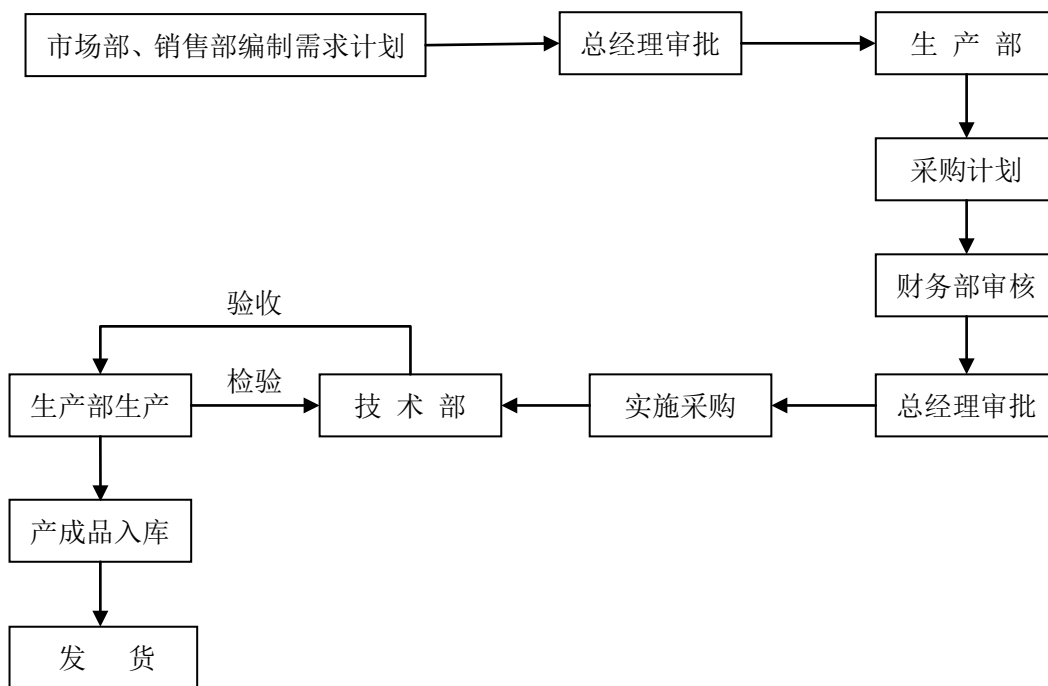 市场部、销售部编制需求计划
总经理审批
生 产 部
采购计划
财务部审核
验收
生产部生产
检验
技 术 部
实施采购
总经理审批
产成品入库
发 货